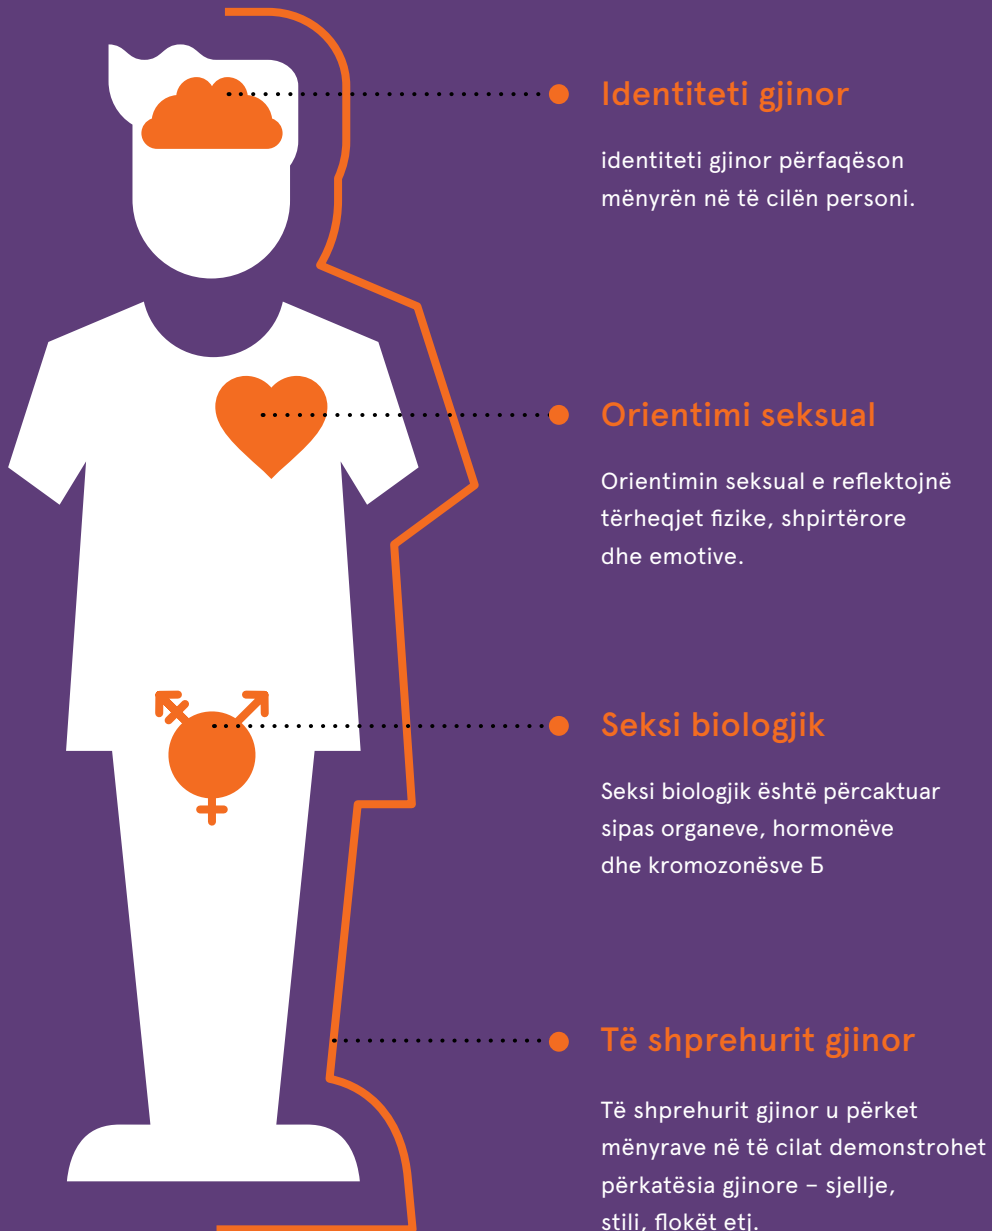 Identiteti gjinor
identiteti gjinor përfaqëson
mënyrën në të cilën personi.
Orientimi seksual
Orientimin seksual e reflektojnë
tërheqjet fizike, shpirtërore
dhe emotive.
Seksi biologjik
Seksi biologjik është përcaktuar
sipas organeve, hormonëve
dhe kromozonësve Б
Të shprehurit gjinor
Të shprehurit gjinor u përket
mënyrave në të cilat demonstrohet
përkatësia gjinore – sjellje,
stili, flokët etj.